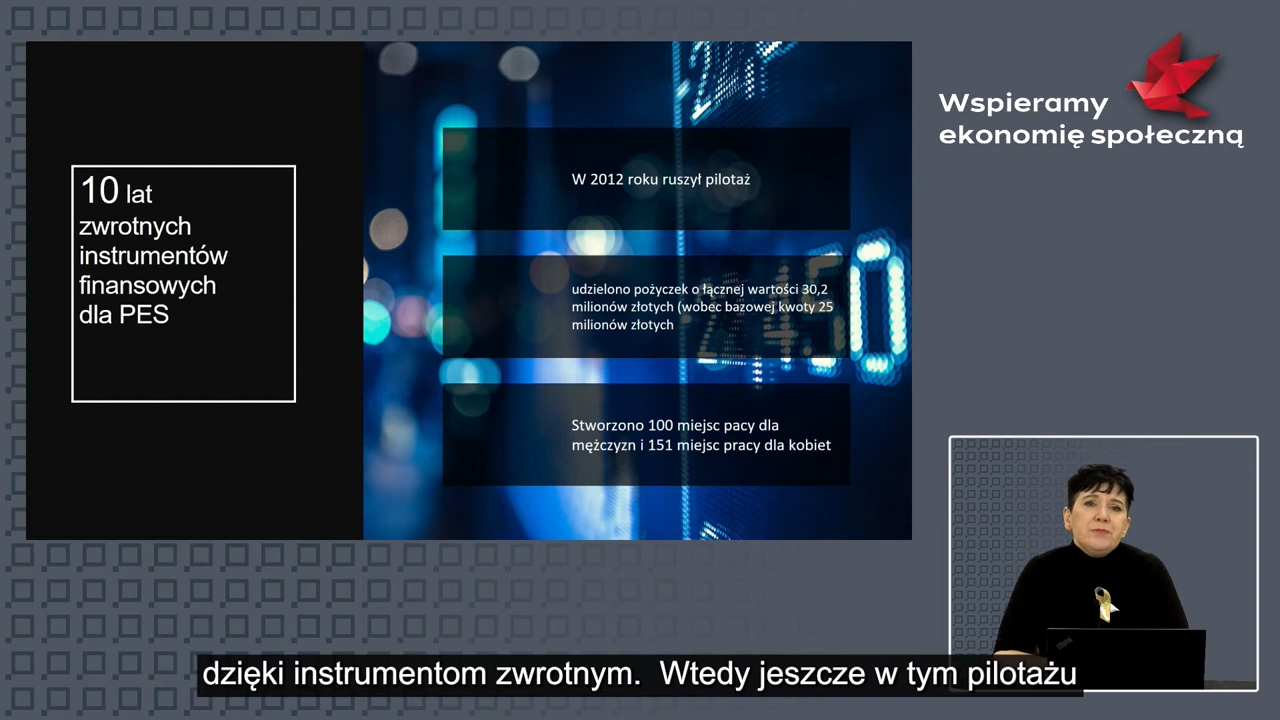 10 lat
zwrotnych
instrumentów
finansowych
dla PES
W 2012 roku ruszył pilotaż
udzielono pożyczek o łącznej wartości 30,2
milionów złotych (wobec bazowej kwoty 25
milionów złotych
Stworzono 100 miejsc pacy dla
mężczyzn i 151 miejsc pracy dla kobiet
Wspieramy
ekonomię społeczną
dzięki instrumentom zwrotnym. Wtedy jeszcze w tym pilotażu